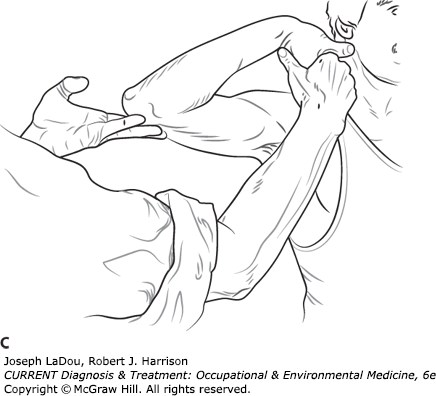 C
Joseph LaDou, Robert J. Harrison
CURRENT Diagnosis & Treatment: Occupational & Environmental Medicine, 6e
Copyright © McGraw Hill. All rights reserved.